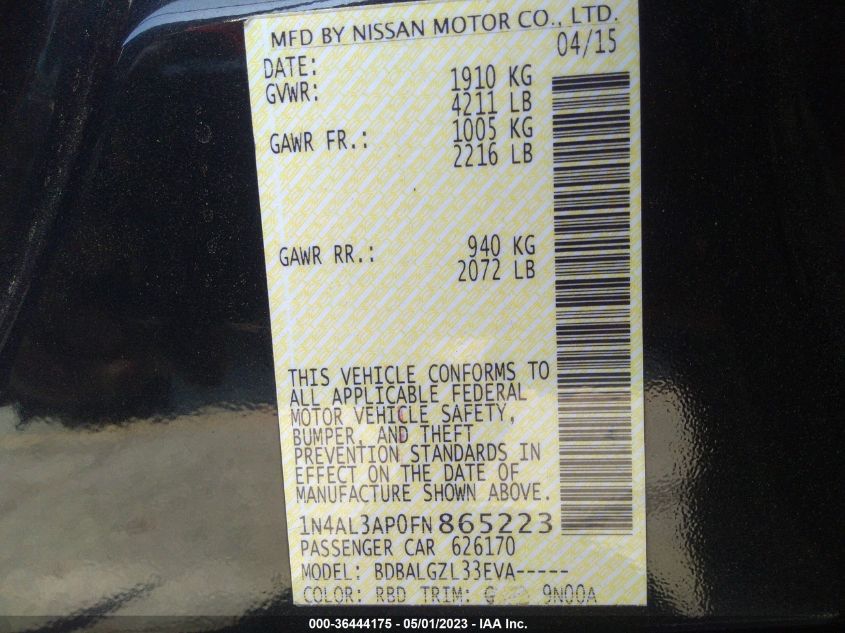 MFD BY NISSAN MOTOR CO., LTD.
DATE: 04/15
GVWR: 1910 KG
4211 LB
GAWR FR.: 1005 KG
2216 LB
GAWR RR.: 940 KG
2072 LB
THIS VEHICLE CONFORMS TO
ALL APPLICABLE FEDERAL
MOTOR VEHICLE SAFETY,
BUMPER, AND THEFT
PREVENTION STANDARDS IN
EFFECT ON THE DATE OF
MANUFACTURE SHOWN ABOVE.
1N4AL3AP0FN865223
PASSENGER CAR 626170
MODEL: BDBALGZL33EVA-----
COLOR: RBD TRIM: G 9N00A
000-36444175 - 05/01/2023 - IAA Inc.